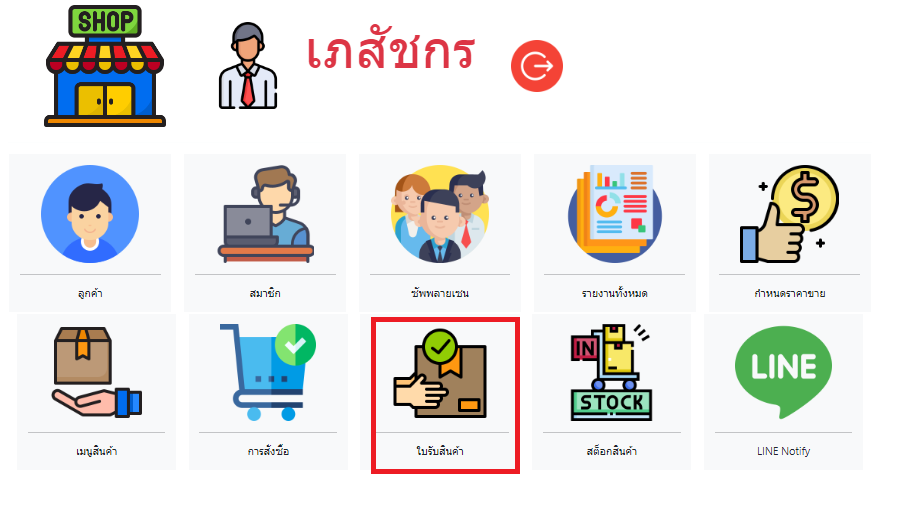 SHOP
เภสัชกร
ลูกค้า
สมาชิก
ซัพพลายเซน
รายงานทั้งหมด
กำหนดราคาขาย
IN
STOCK
LINE
เมนูสินค้า
การสั่งซื้อ
ใบรับสินค้า
สต็อกสินค้า
LINE Notify